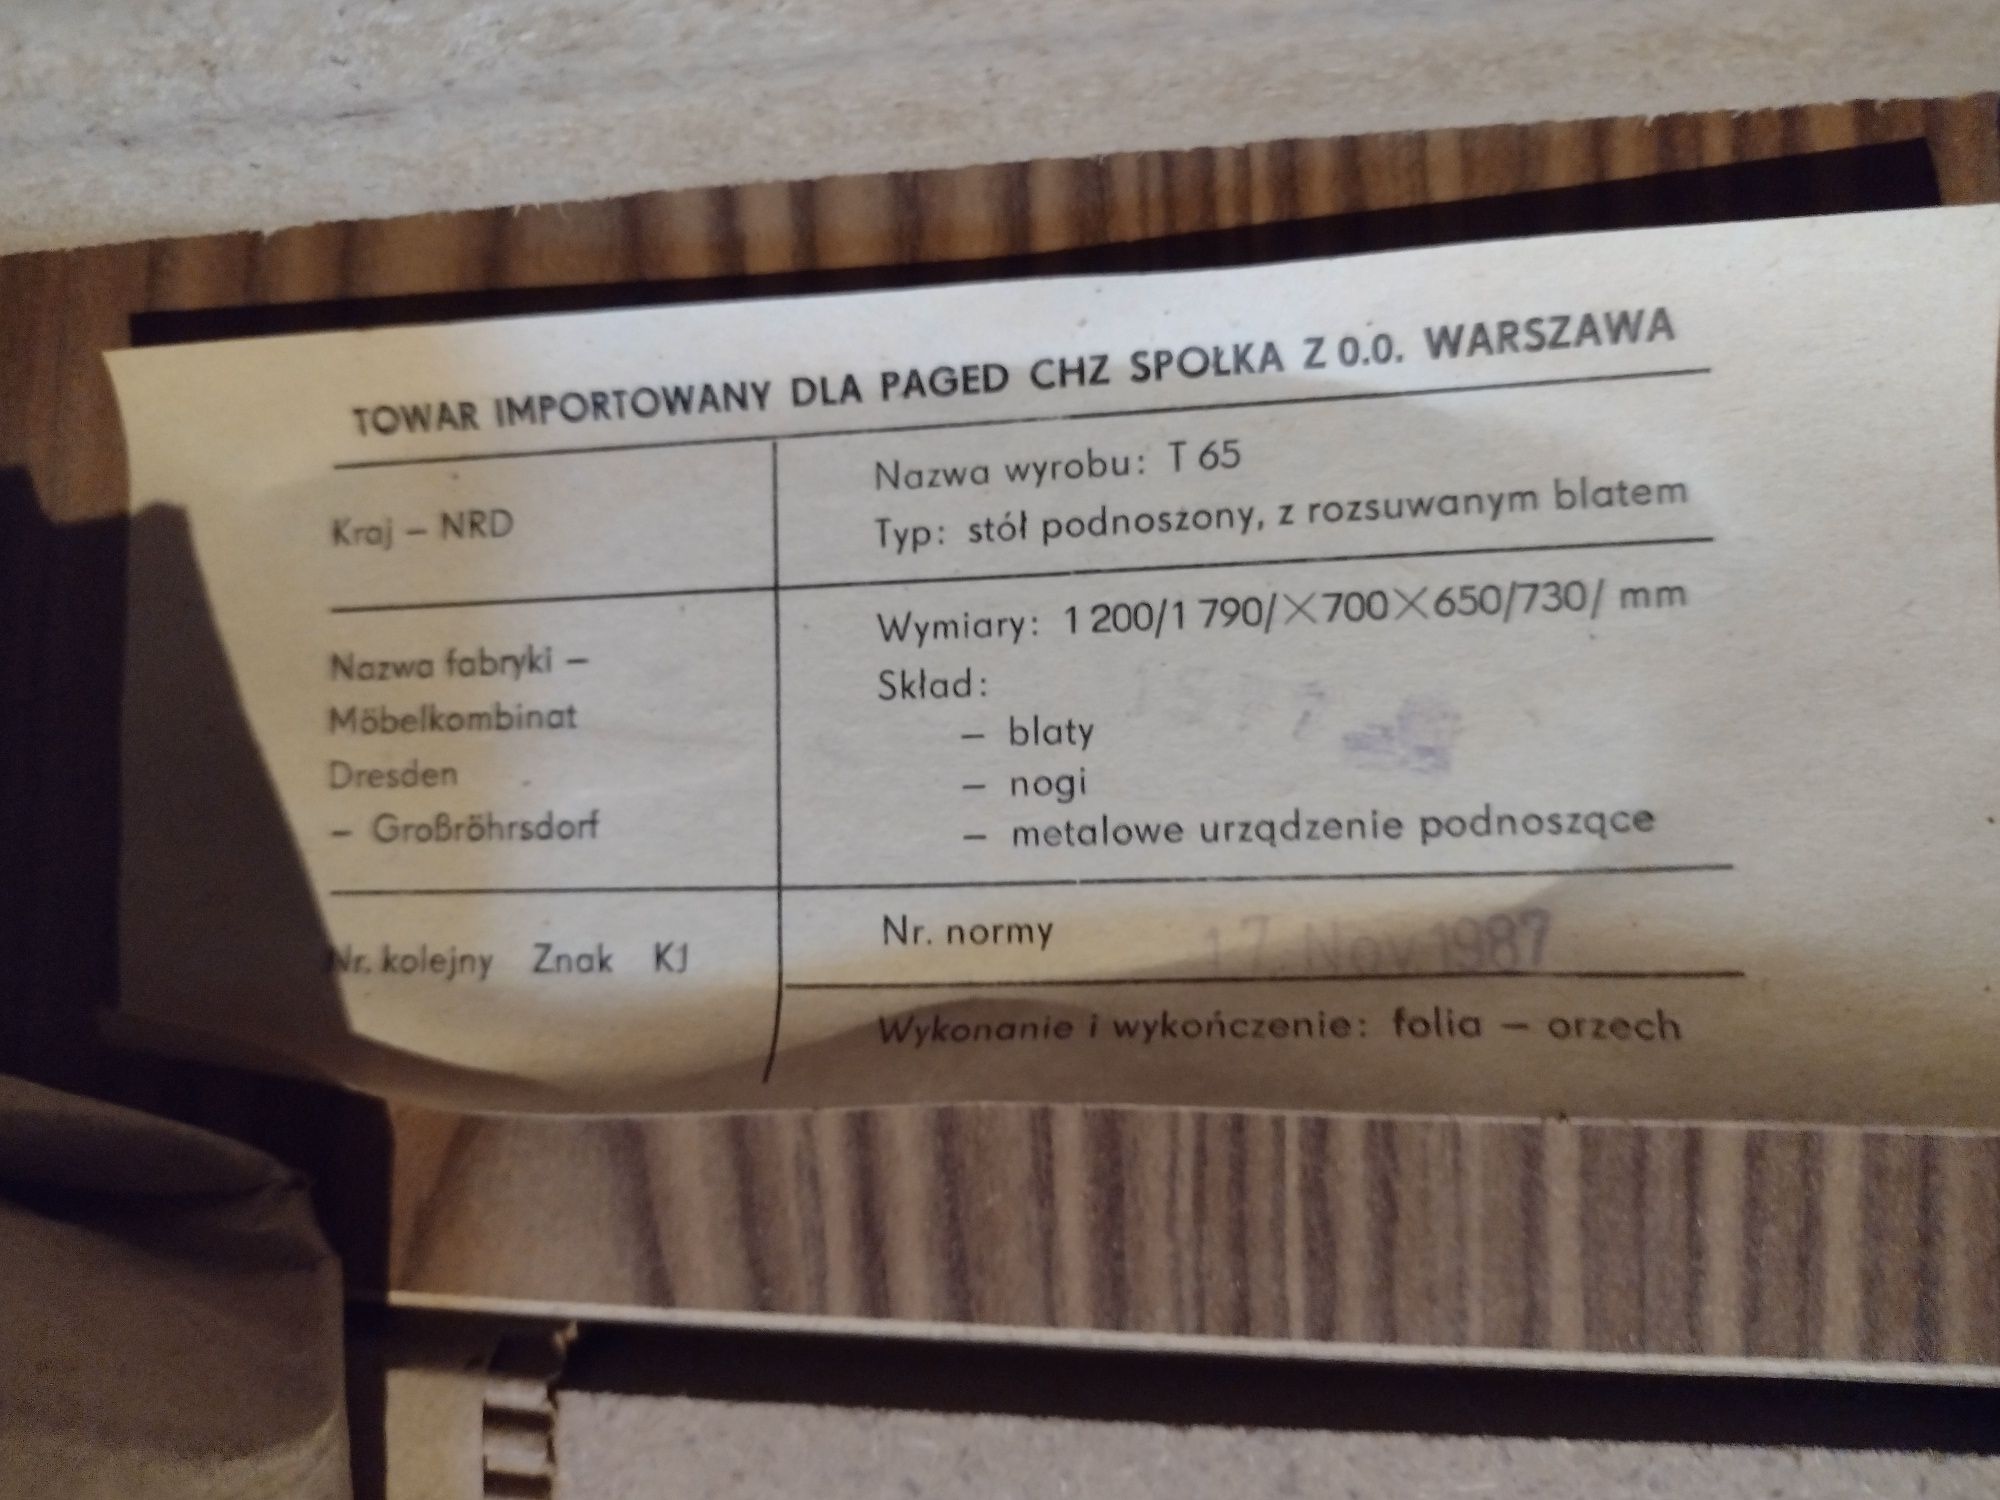 TOWAR IMPORTOWANY DLA PAGED CHZ SPOŁKA Z O.O. WARSZAWA
Kraj – NRD
Nazwa wyrobu: T 65
Typ: stół podnoszony, z rozsuwanym blatem
Nazwa fabryki –
Möbelkombinat
Dresden
– Großröhrsdorf
Wymiary: 1 200/1 790/×700×650/730/ mm
Skład:
– blaty
– nogi
– metalowe urządzenie podnoszące
Nr. kolejny Znak KJ
Nr. normy
17. Nov 1987
Wykonanie i wykończenie: folia – orzech